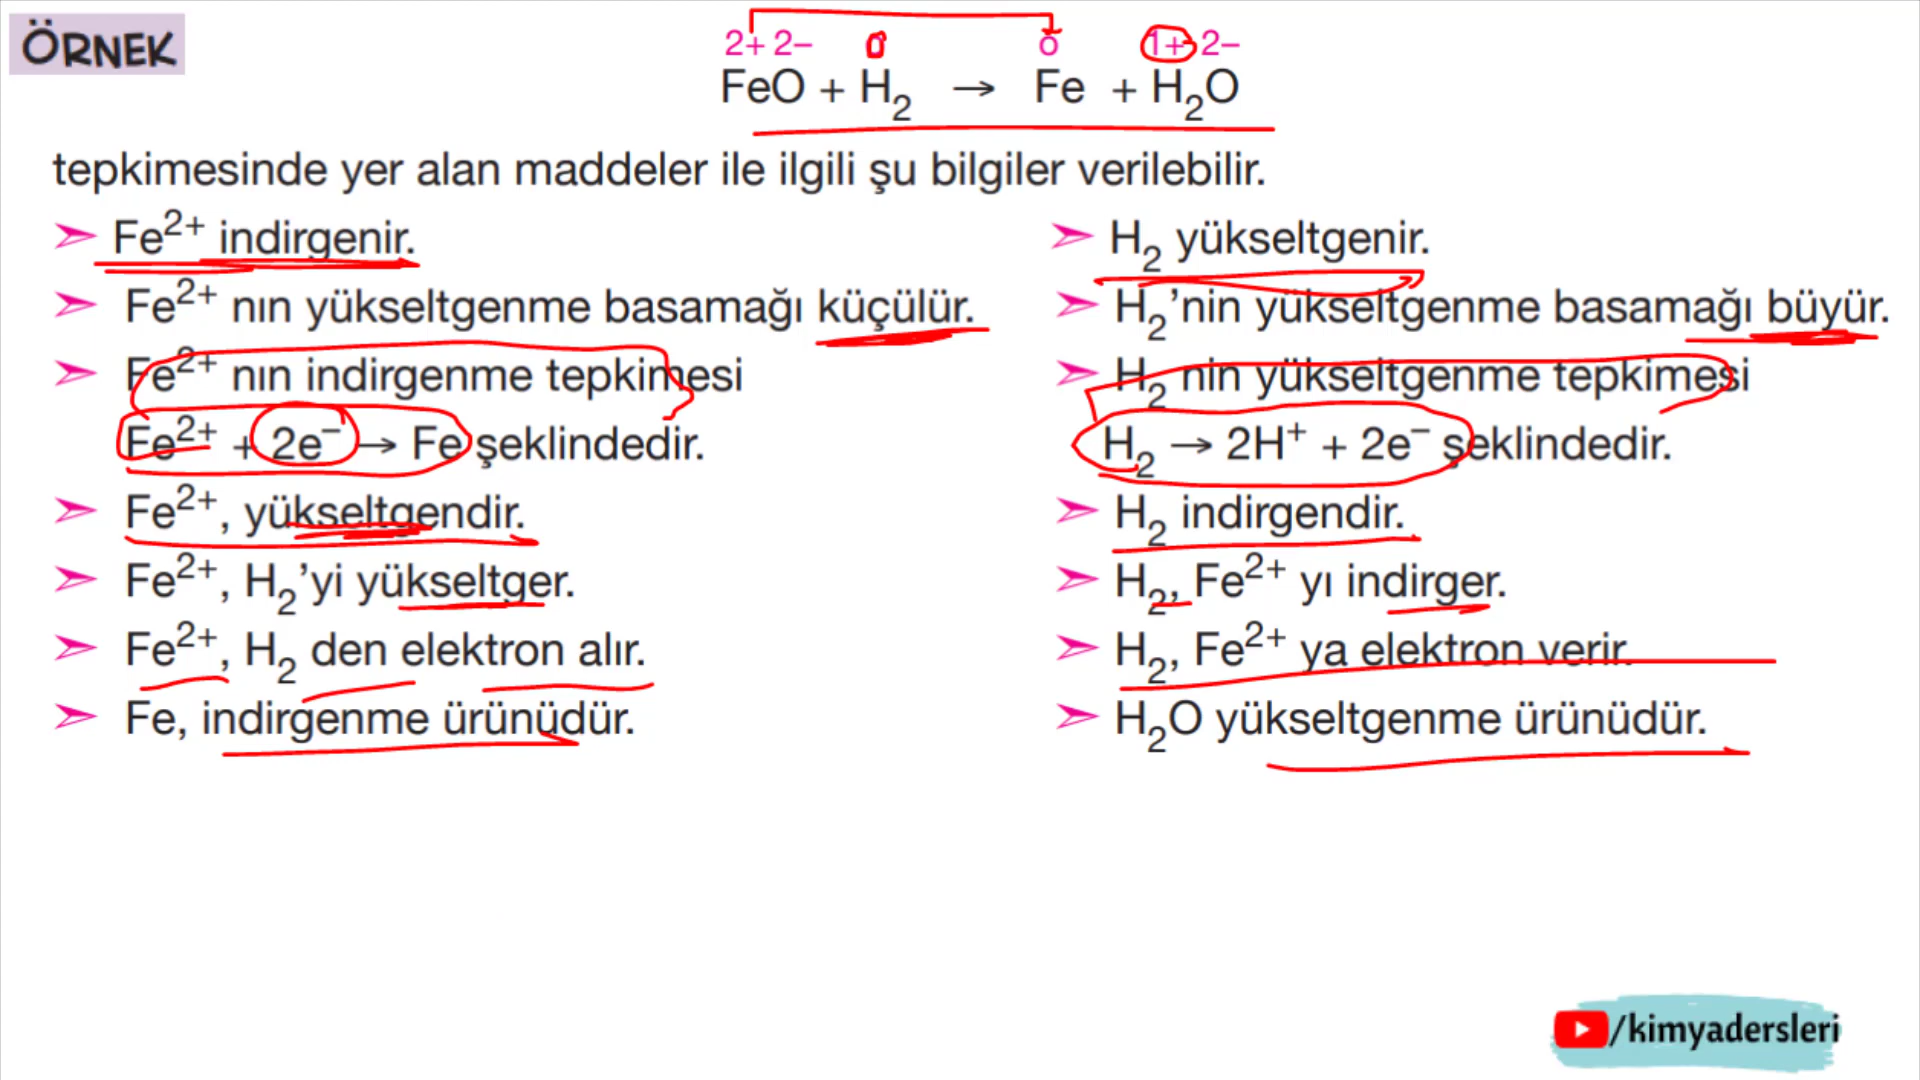 ÖRNEK
2+ 2– 0 0 1+ 2–
FeO + H₂ → Fe + H₂O
tepkimesinde yer alan maddeler ile ilgili şu bilgiler verilebilir.
➢ Fe²⁺ indirgenir.
➢ Fe²⁺ nın yükseltgenme basamağı küçülür.
➢ Fe²⁺ nın indirgenme tepkimesi
Fe²⁺ + 2e⁻ → Fe şeklindedir.
➢ Fe²⁺, yükseltgendir.
➢ Fe²⁺, H₂’yi yükseltger.
➢ Fe²⁺, H₂ den elektron alır.
➢ Fe, indirgenme ürünüdür.
➢ H₂ yükseltgenir.
➢ H₂’nin yükseltgenme basamağı büyür.
➢ H₂ nin yükseltgenme tepkimesi
H₂ → 2H⁺ + 2e⁻ şeklindedir.
➢ H₂ indirgendir.
➢ H₂, Fe²⁺ yı indirger.
➢ H₂, Fe²⁺ ya elektron verir.
➢ H₂O yükseltgenme ürünüdür.
/kimyadersleri